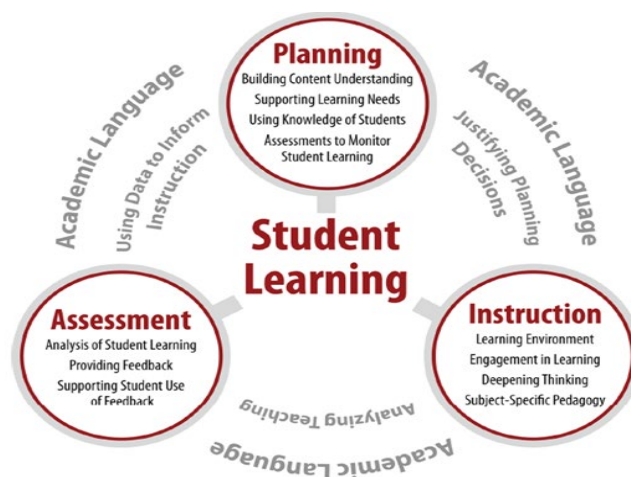 Planning
Building Content Understanding
Supporting Learning Needs
Using Knowledge of Students
Assessments to Monitor
Student Learning
Academic Language
Using Data to Inform
Instruction
Academic Language
Justifying Planning
Decisions
Student
Learning
Assessment
Analysis of Student Learning
Providing Feedback
Supporting Student Use
of Feedback
Instruction
Learning Environment
Engagement in Learning
Deepening Thinking
Subject-Specific Pedagogy
Analyzing Teaching
Academic Language